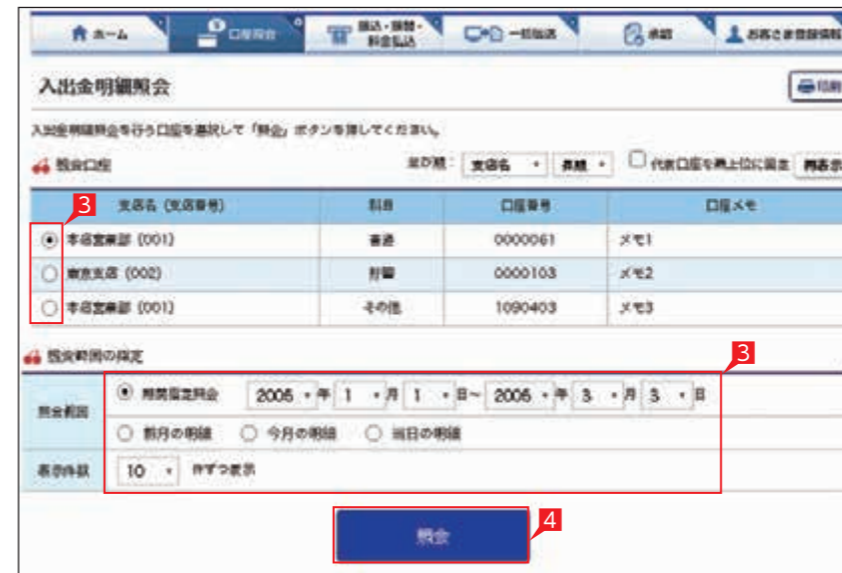 ホーム 口座照会 振込・振替・ 一括伝送 承認 お客さま登録情報
料金払込
入出金明細照会 印刷
入出金明細照会を行う口座を選択して「照会」ボタンを押してください。
照会口座 並び順： 支店名 昇順 代表口座を最上位に固定 再表示
3
支店名（支店番号） 科目 口座番号 口座メモ
本店営業部（001） 普通 0000061 メモ1
東京支店（002） 貯蓄 0000103 メモ2
本店営業部（001） その他 1090403 メモ3
照会範囲の指定
3
照会範囲 期間指定照会 2005 年 1 月 1 日～ 2005 年 3 月 3 日
前月の明細 今月の明細 当日の明細
表示件数 10 件ずつ表示
照会 4